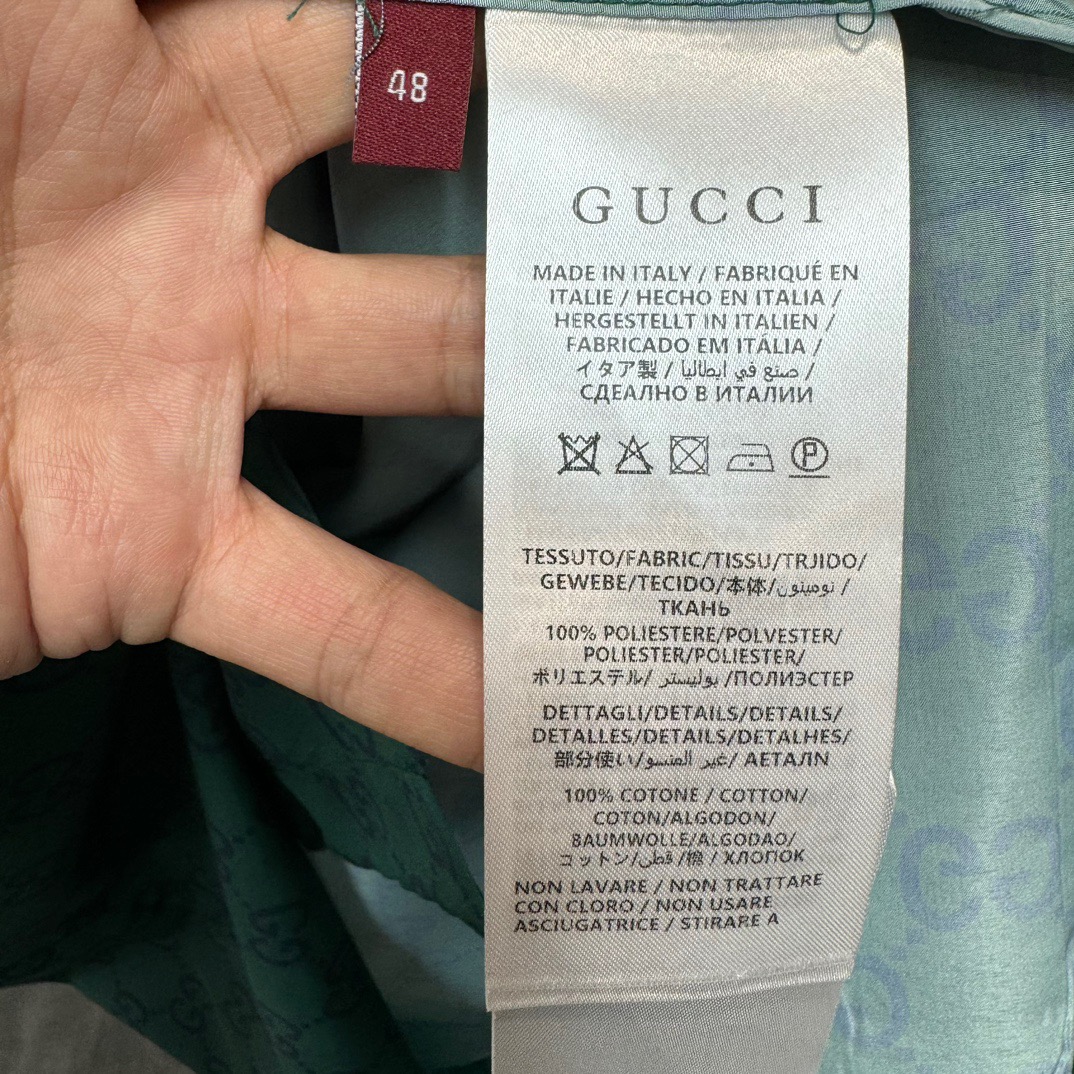 48
GUCCI
MADE IN ITALY / FABRIQUÉ EN
ITALIE / HECHO EN ITALIA /
HERGESTELLT IN ITALIEN /
FABRICADO EM ITÁLIA /
イタア製 / صنع في ايطاليا /
СДЕАЛНО В ИТАЛИИ
P
TESSUTO/FABRIC/TISSU/TRJIDO/
GEWEBE/TECIDO/本体/نومينون /
ТКАНЬ
100% POLIESTERE/POLVESTER/
POLIESTER/POLIESTER/
ポリエステル/ بوليستر /ПОЛИЭСТЕР
DETTAGLI/DETAILS/DETAILS/
DETALLES/DETAILS/DETALHES/
部分使い/غير المنسو/ AETAЛN
100% COTONE / COTTON/
COTON/ALGODON/
BAUMWOLLE/ALGODAO/
コットン/قطن/棉 / ХЛОПОК
NON LAVARE / NON TRATTARE
CON CLORO / NON USARE
ASCIUGATRICE / STIRARE A